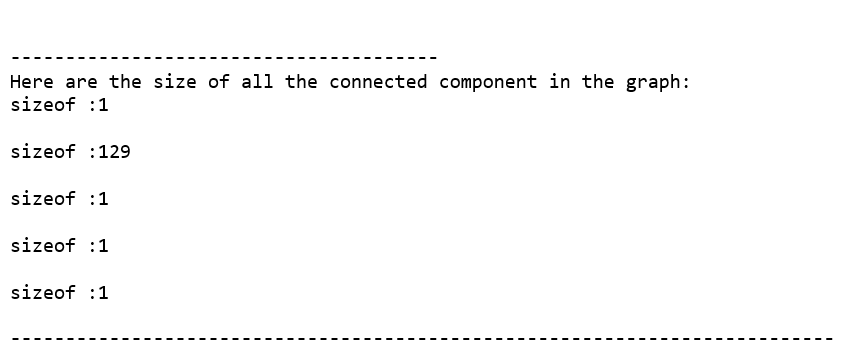 ---------------------------------------
Here are the size of all the connected component in the graph:
sizeof :1
sizeof :129
sizeof :1
sizeof :1
sizeof :1
---------------------------------------------------------------------------